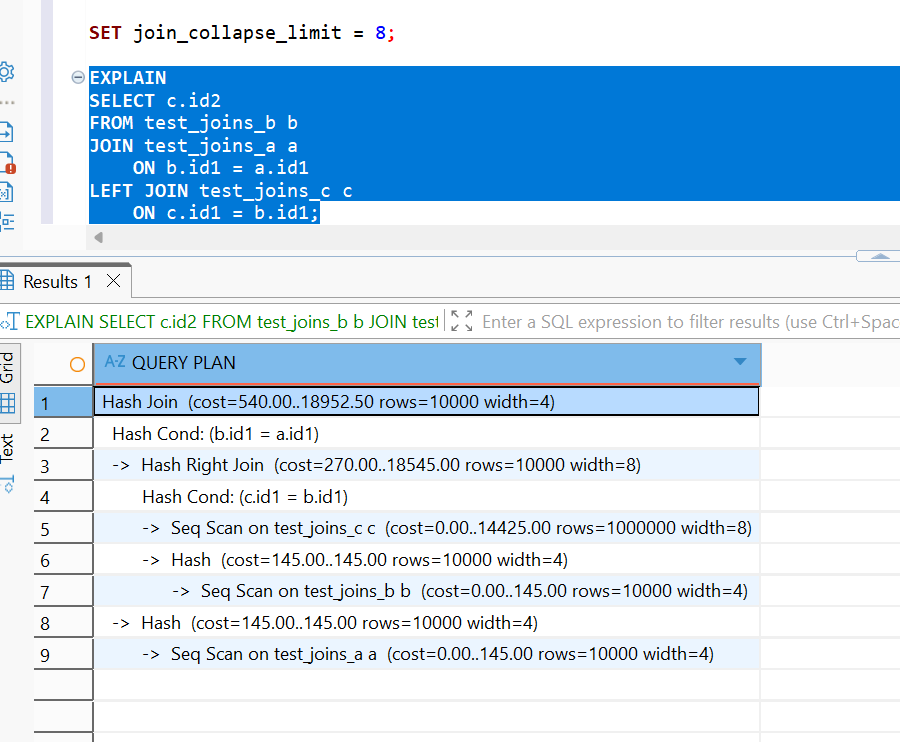 SET join_collapse_limit = 8;
EXPLAIN
SELECT c.id2
FROM test_joins_b b
JOIN test_joins_a a
ON b.id1 = a.id1
LEFT JOIN test_joins_c c
ON c.id1 = b.id1;
Results 1
EXPLAIN SELECT c.id2 FROM test_joins_b b JOIN test
Enter a SQL expression to filter results (use Ctrl+Spac
Grid
Text
A-Z QUERY PLAN
1 Hash Join (cost=540.00..18952.50 rows=10000 width=4)
2 Hash Cond: (b.id1 = a.id1)
3 -> Hash Right Join (cost=270.00..18545.00 rows=10000 width=8)
4 Hash Cond: (c.id1 = b.id1)
5 -> Seq Scan on test_joins_c c (cost=0.00..14425.00 rows=1000000 width=8)
6 -> Hash (cost=145.00..145.00 rows=10000 width=4)
7 -> Seq Scan on test_joins_b b (cost=0.00..145.00 rows=10000 width=4)
8 -> Hash (cost=145.00..145.00 rows=10000 width=4)
9 -> Seq Scan on test_joins_a a (cost=0.00..145.00 rows=10000 width=4)